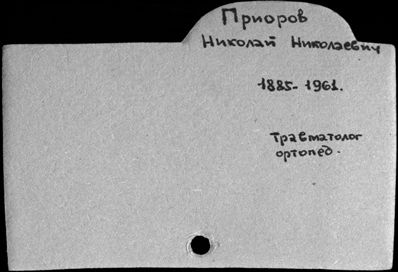 Приоров
Николай Николаевич
1885-1961.
Травматолог
ортопед.